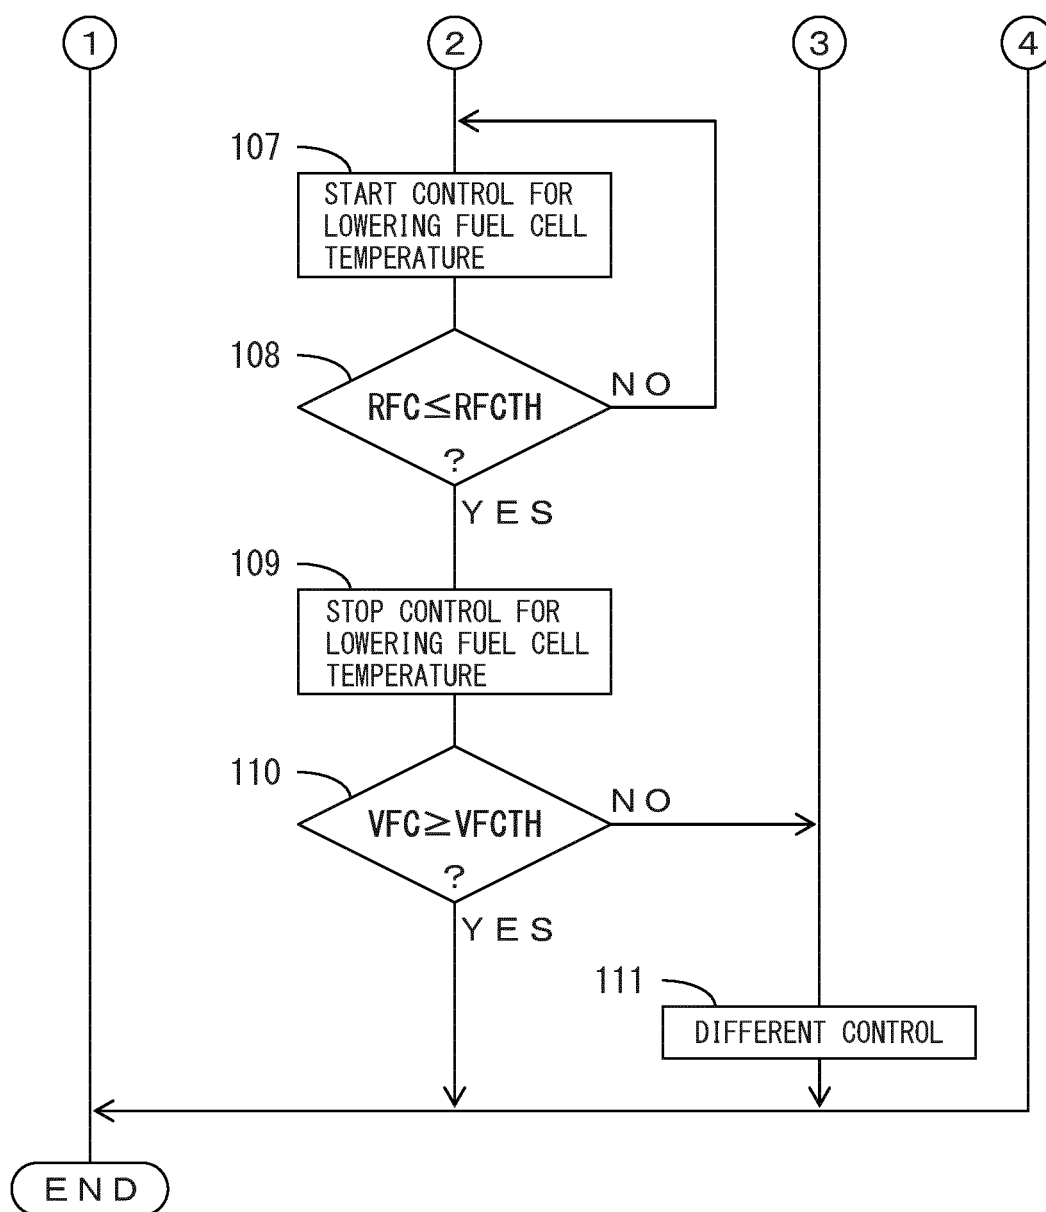 1
2
3
4
107
START CONTROL FOR
LOWERING FUEL CELL
TEMPERATURE
108
RFC≦RFCTH
?
NO
YES
109
STOP CONTROL FOR
LOWERING FUEL CELL
TEMPERATURE
110
VFC≧VFCTH
?
NO
YES
111
DIFFERENT CONTROL
END